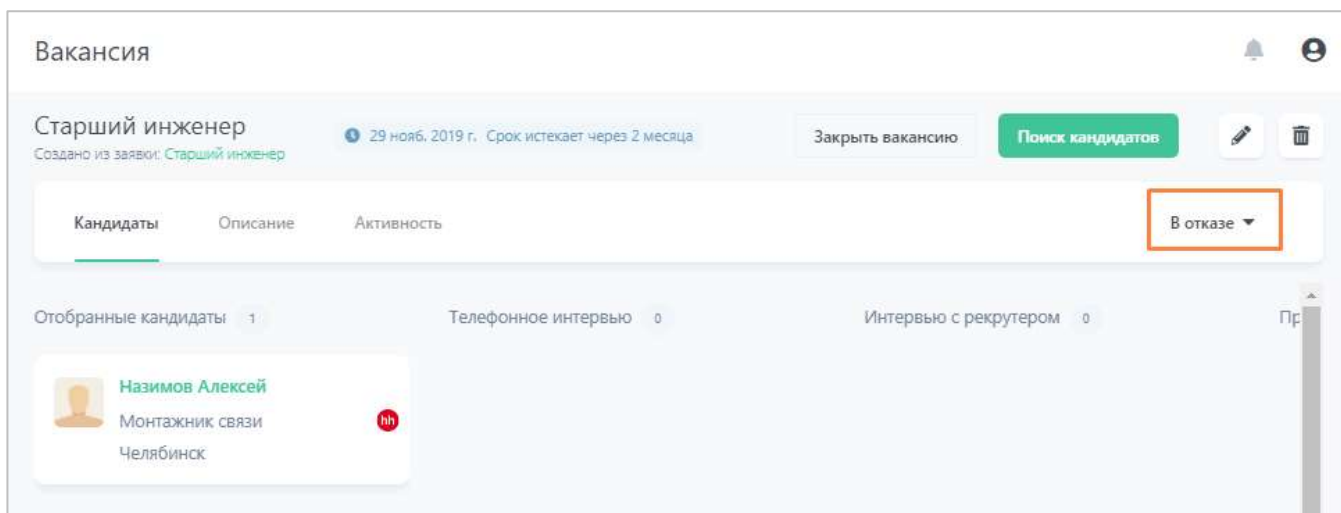 Вакансия
Старший инженер
Создано из заявки: Старший инженер
29 нояб. 2019 г. Срок истекает через 2 месяца
Закрыть вакансию
Поиск кандидатов
Кандидаты Описание Активность
В отказе
Отобранные кандидаты 1
Телефонное интервью 0
Интервью с рекрутером 0
Пр
Назимов Алексей
Монтажник связи
hh
Челябинск